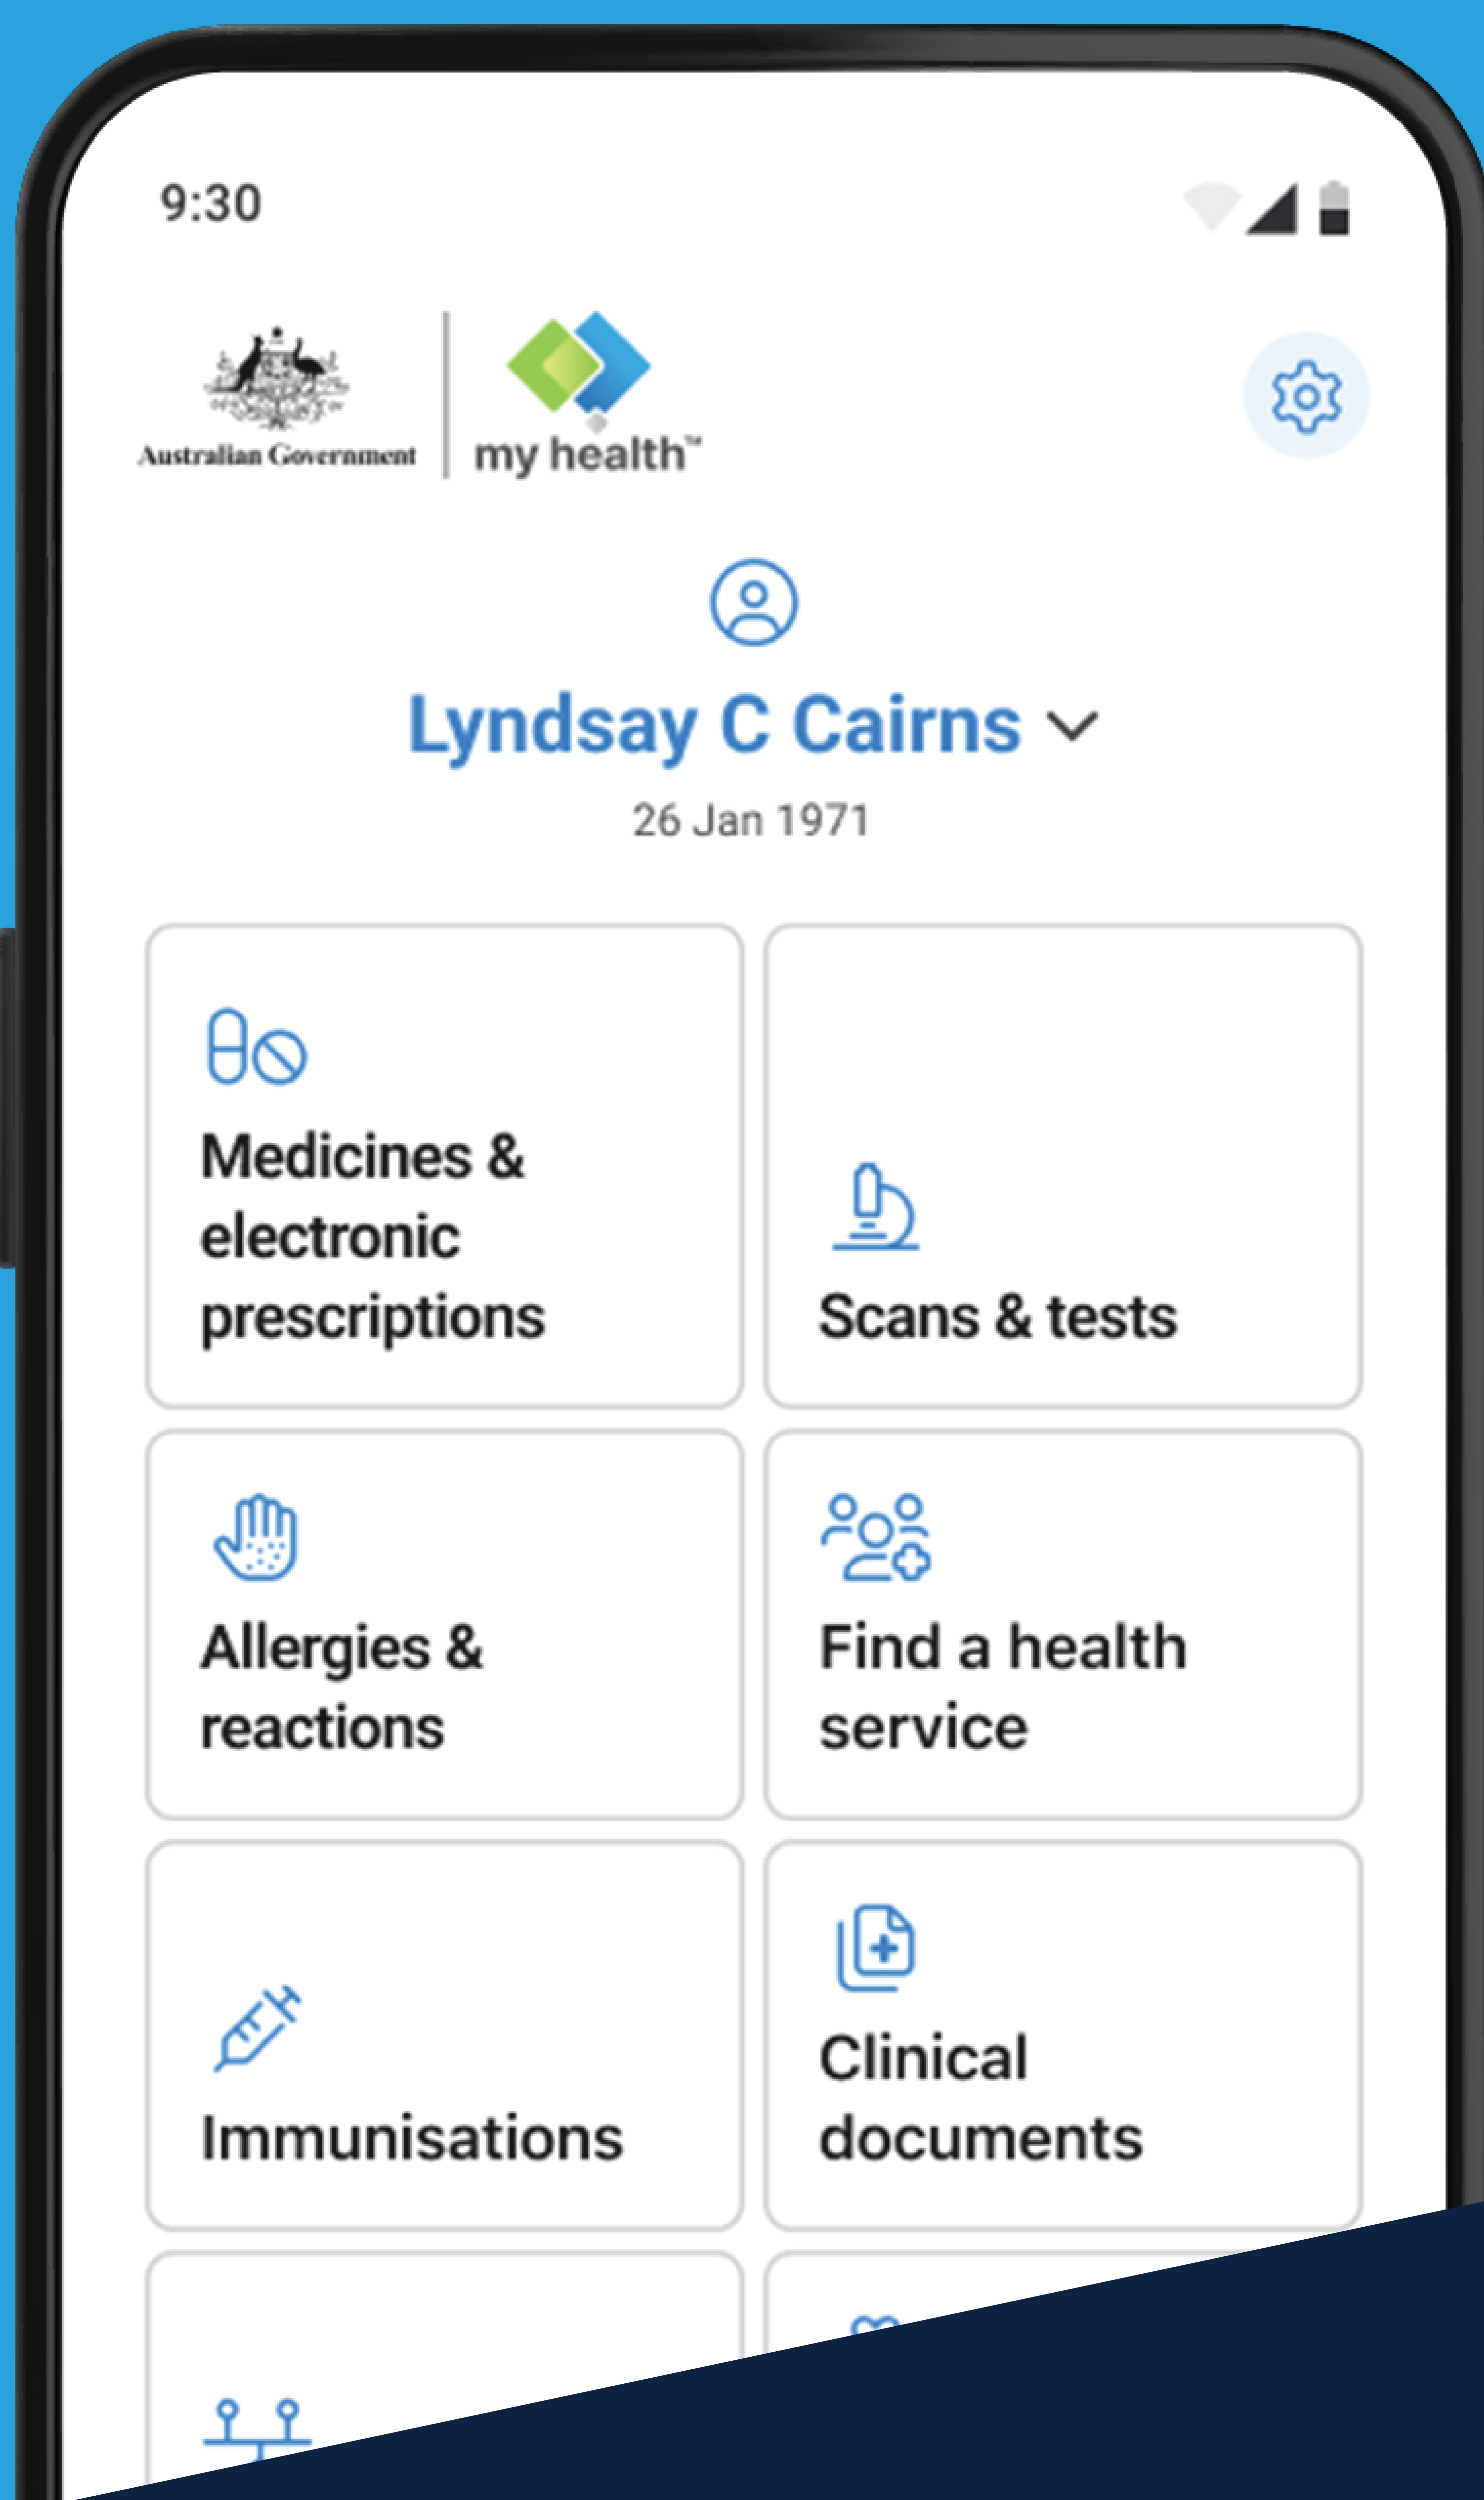 9:30
Australian Government
my health™
Lyndsay C Cairns
26 Jan 1971
Medicines &
electronic
prescriptions
Scans & tests
Allergies &
reactions
Find a health
service
Immunisations
Clinical
documents